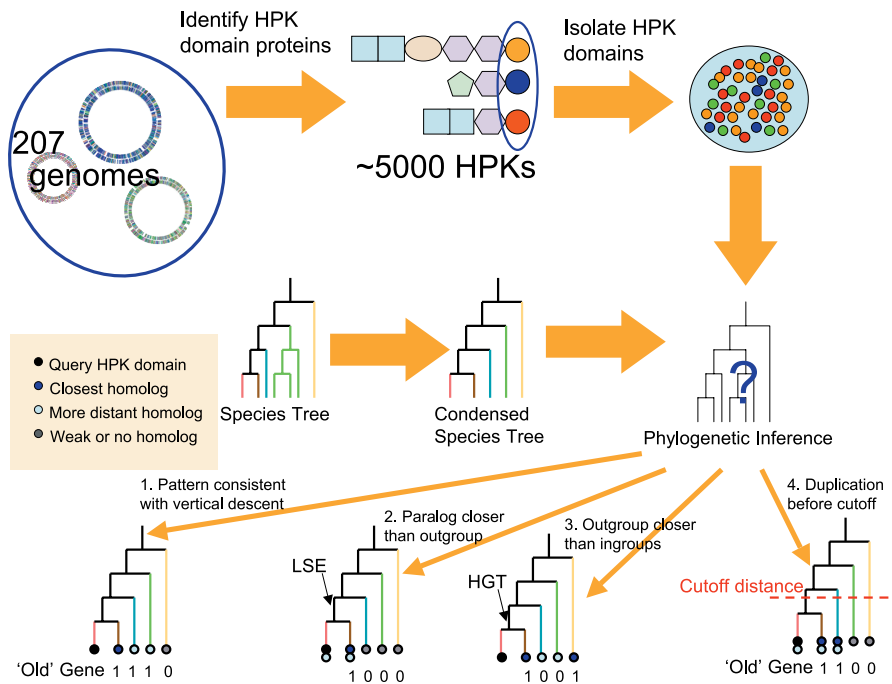 Identify HPK
domain proteins
Isolate HPK
domains
207
genomes
~5000 HPKs
Query HPK domain
Closest homolog
More distant homolog
Weak or no homolog
Species Tree
Condensed
Species Tree
?
Phylogenetic Inference
1. Pattern consistent
with vertical descent
2. Paralog closer
than outgroup
3. Outgroup closer
than ingroups
4. Duplication
before cutoff
LSE
HGT
Cutoff distance
'Old' Gene 1 1 1 0
1 0 0 0
1 0 0 1
'Old' Gene 1 1 0 0